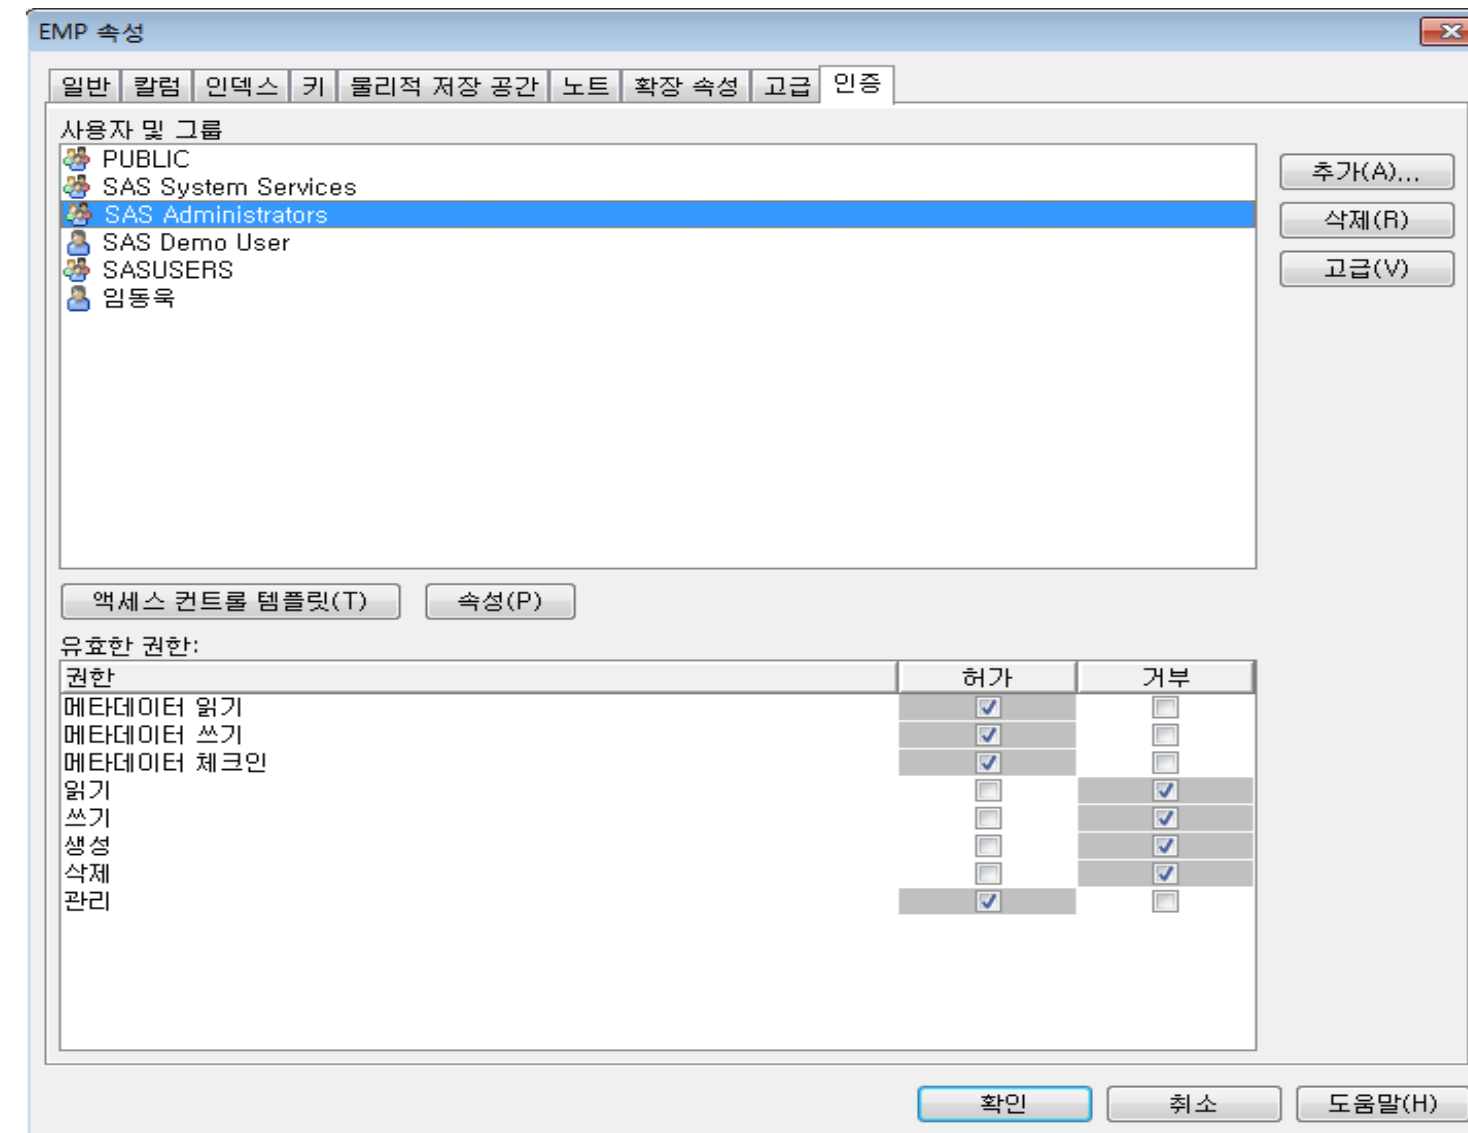 EMP 속성
일반 칼럼 인덱스 키 물리적 저장 공간 노트 확장 속성 고급 인증
사용자 및 그룹
PUBLIC
SAS System Services
SAS Administrators
SAS Demo User
SASUSERS
임동욱
추가(A)...
삭제(R)
고급(V)
액세스 컨트롤 템플릿(T) 속성(P)
유효한 권한:
권한 허가 거부
메타데이터 읽기
메타데이터 쓰기
메타데이터 체크인
읽기
쓰기
생성
삭제
관리
확인 취소 도움말(H)